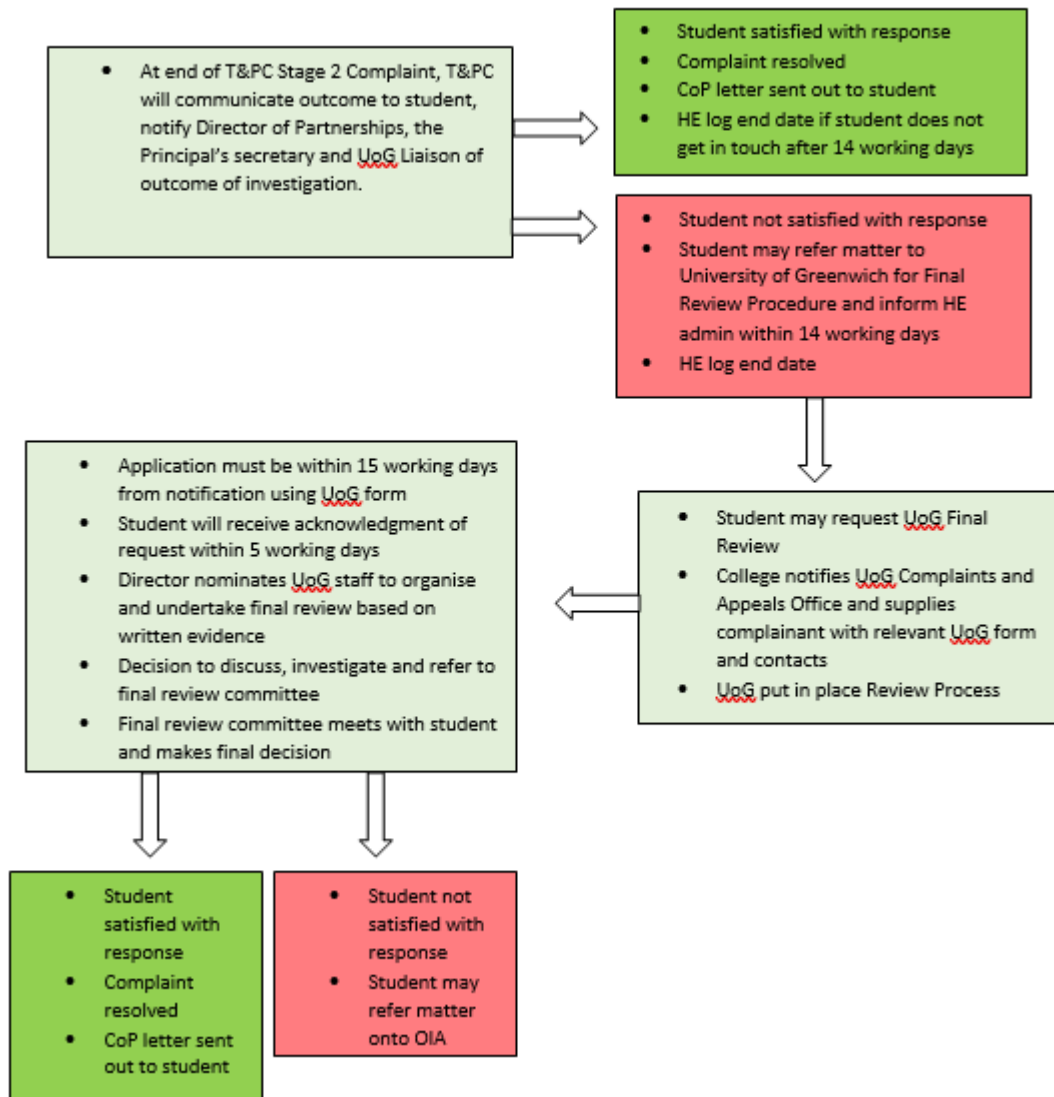 • At end of T&PC Stage 2 Complaint, T&PC
will communicate outcome to student,
notify Director of Partnerships, the
Principal's secretary and UoG Liaison of
outcome of investigation.
• Student satisfied with response
• Complaint resolved
• CoP letter sent out to student
• HE log end date if student does not
get in touch after 14 working days
• Student not satisfied with response
• Student may refer matter to
University of Greenwich for Final
Review Procedure and inform HE
admin within 14 working days
• HE log end date
• Student may request UoG Final
Review
• College notifies UoG Complaints and
Appeals Office and supplies
complainant with relevant UoG form
and contacts
• UoG put in place Review Process
• Application must be within 15 working days
from notification using UoG form
• Student will receive acknowledgment of
request within 5 working days
• Director nominates UoG staff to organise
and undertake final review based on
written evidence
• Decision to discuss, investigate and refer to
final review committee
• Final review committee meets with student
and makes final decision
• Student
satisfied with
response
• Complaint
resolved
• CoP letter sent
out to student
• Student not
satisfied with
response
• Student may
refer matter
onto OIA